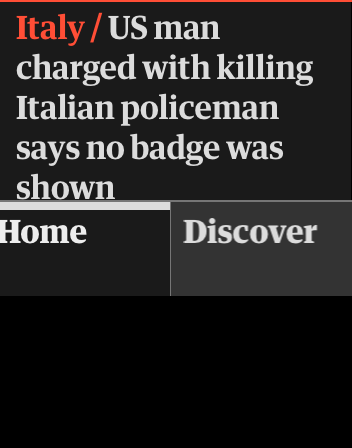 Italy / US man
charged with killing
Italian policeman
says no badge was
shown
Home
Discover